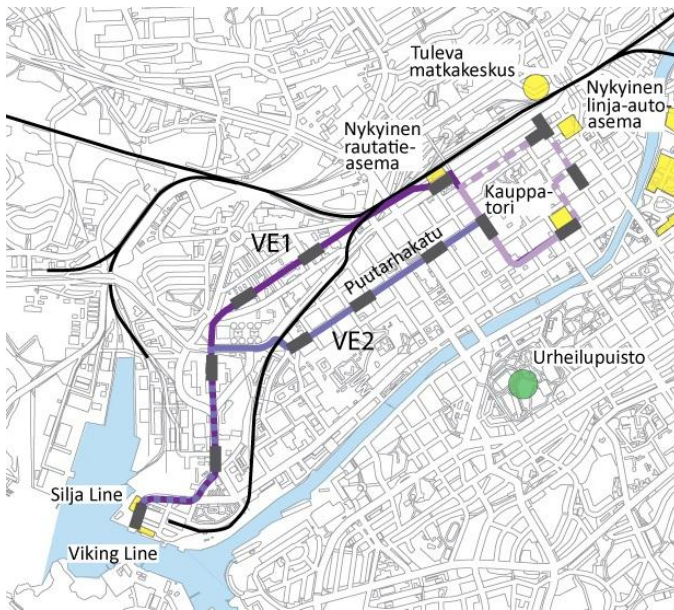 Tuleva
matkakeskus
Nykyinen
linja-auto-
asema
Nykyinen
rautatie-
asema
Kauppa-
tori
VE1
Puutarhakatu
VE2
Urheilupuisto
Silja Line
Viking Line